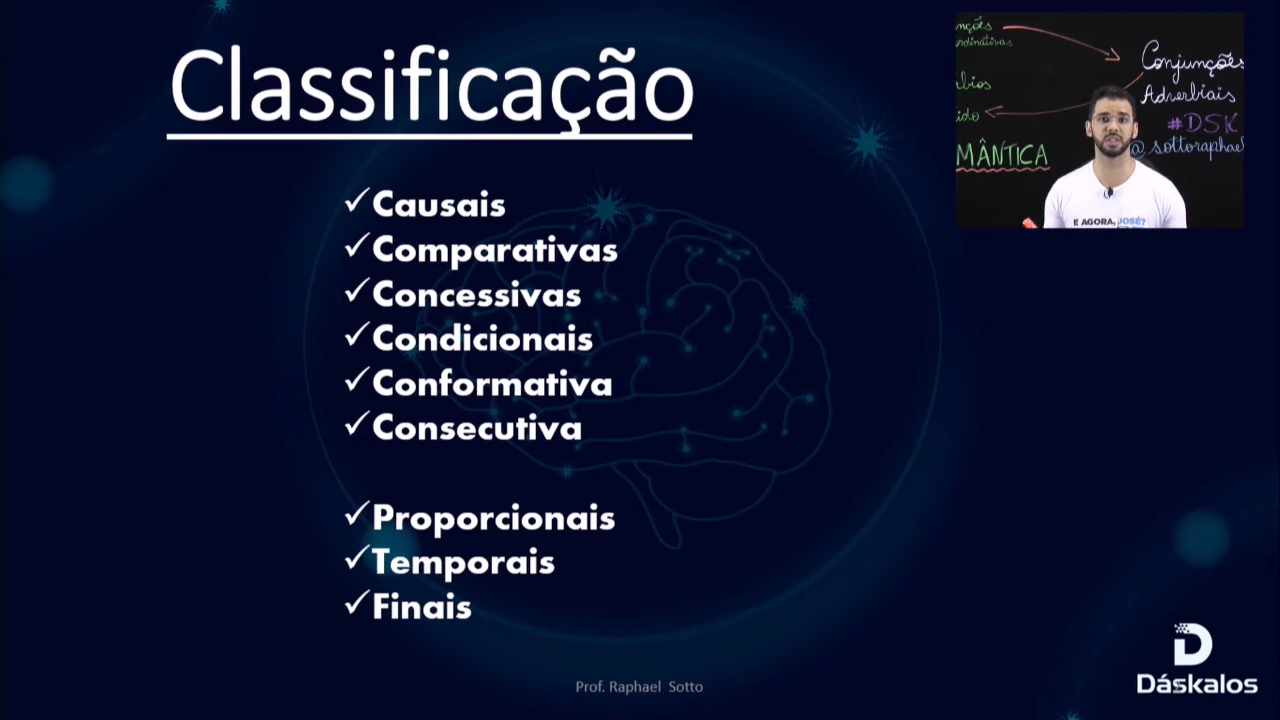 Classificação
✓Causais
✓Comparativas
✓Concessivas
✓Condicionais
✓Conformativa
✓Consecutiva
✓Proporcionais
✓Temporais
✓Finais
Prof. Raphael Sotto
Dáskalos
Conjunções
Adverbiais
#DSK
@sottoraphael
MÂNTICA
E AGORA, JOSÉ?